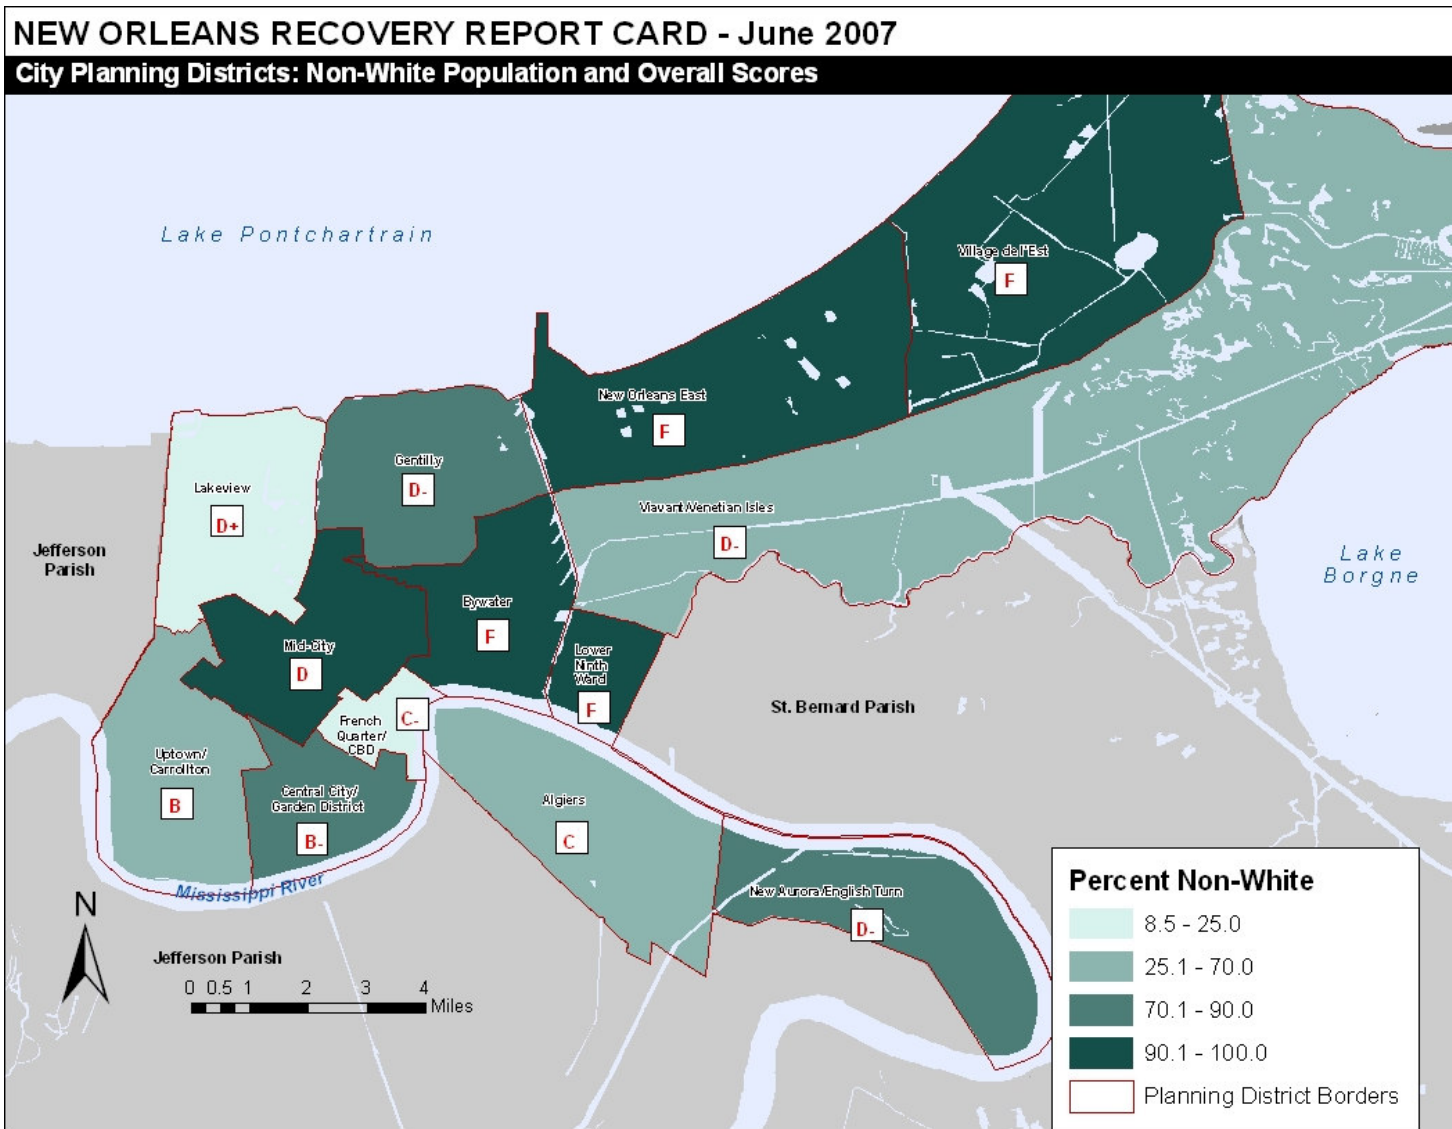 NEW ORLEANS RECOVERY REPORT CARD - June 2007
City Planning Districts: Non-White Population and Overall Scores
Lake Pontchartrain
Village de l'Est
F
New Orleans East
F
Gentilly
D-
Lakeview
D+
Viavant/Venetian Isles
D-
Jefferson
Parish
Lake
Borgne
Bywater
F
Mid-City
D
Lower
Ninth
Ward
F
St. Bernard Parish
French
Quarter/
CBD
C-
Uptown/
Carrollton
B
Central City/
Garden District
B-
Algiers
C
Mississippi River
New Aurora/English Turn
D-
N
Jefferson Parish
0 0.5 1 2 3 4
Miles
Percent Non-White
8.5 - 25.0
25.1 - 70.0
70.1 - 90.0
90.1 - 100.0
Planning District Borders